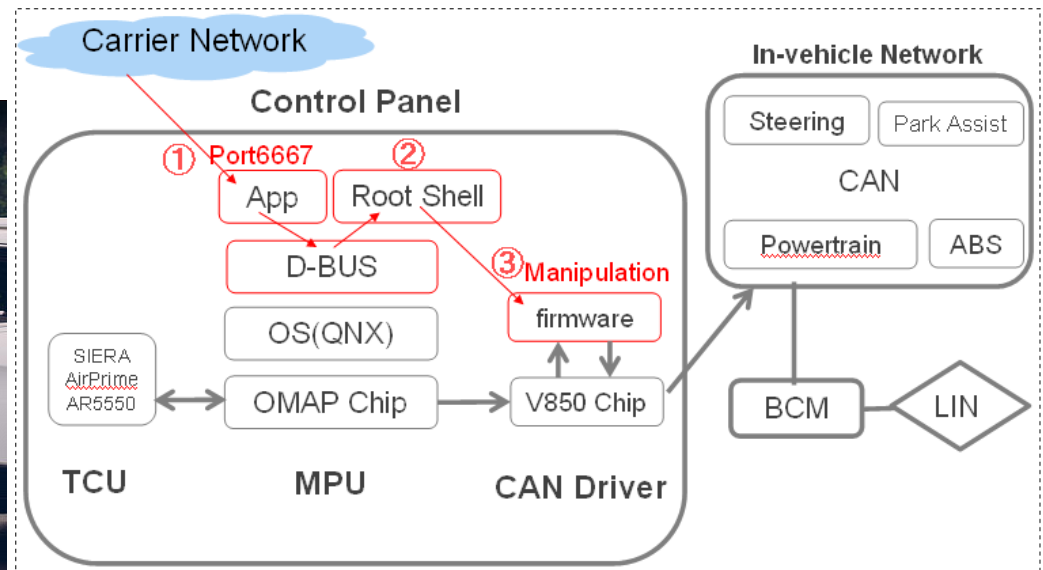 Carrier Network
In-vehicle Network
Control Panel
Steering
Park Assist
① Port6667
②
App
Root Shell
CAN
D-BUS
③ Manipulation
Powertrain
ABS
firmware
OS(QNX)
SIERA
AirPrime
AR5550
OMAP Chip
V850 Chip
BCM
LIN
TCU
MPU
CAN Driver